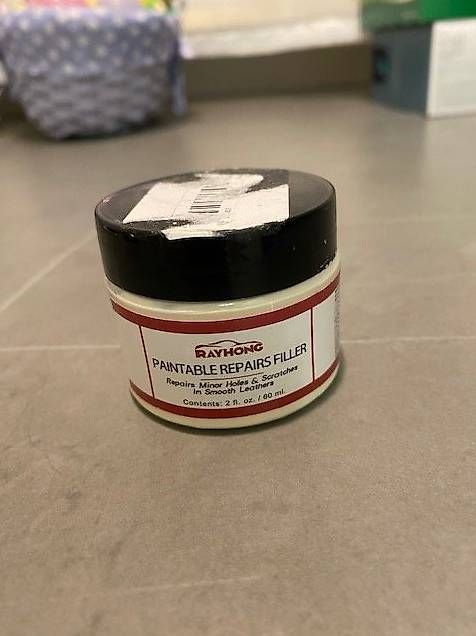 RAYHONG
PAINTABLE REPAIRS FILLER
Repairs Minor Holes & Scratches
in Smooth Leathers
Contents: 2 fl. oz. / 60 ml.